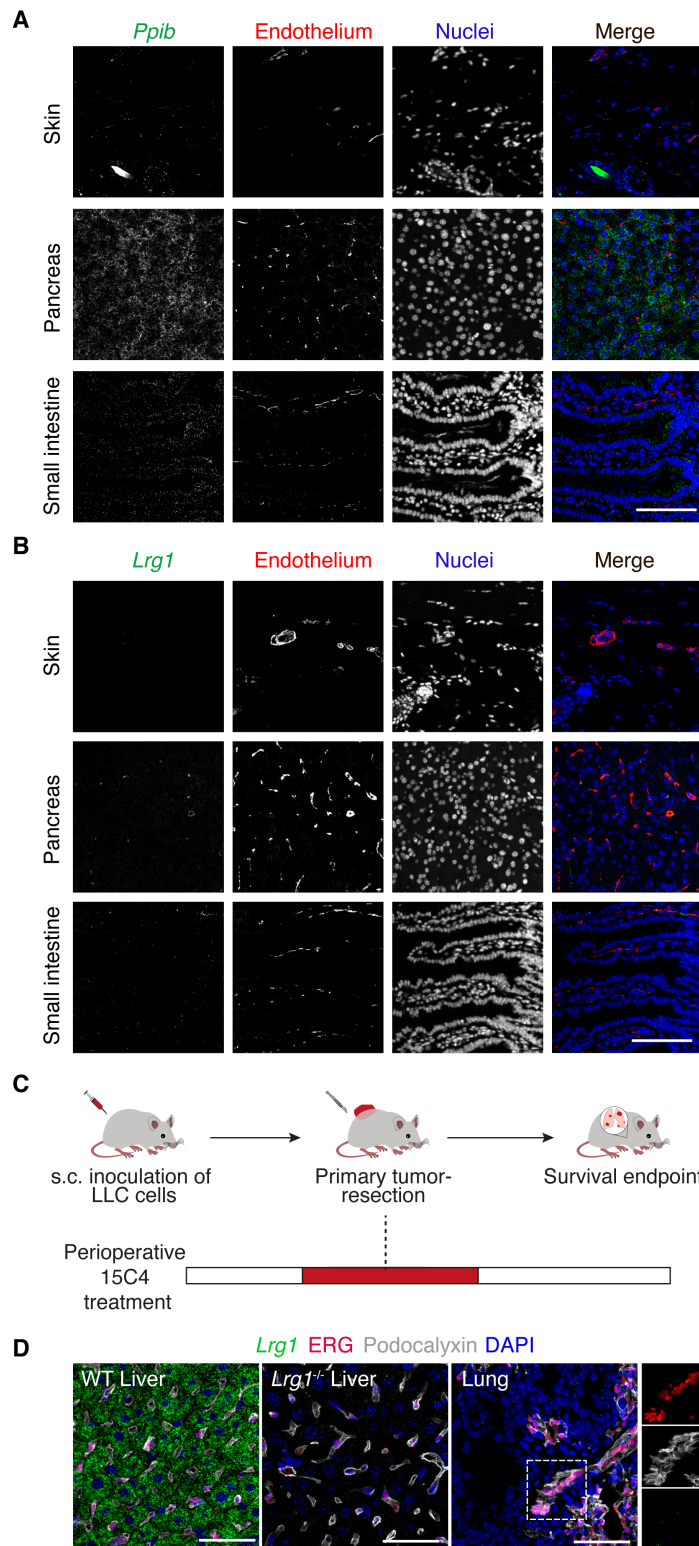 A
Ppib Endothelium Nuclei Merge
Skin
Pancreas
Small intestine
B
Lrg1 Endothelium Nuclei Merge
Skin
Pancreas
Small intestine
C
s.c. inoculation of
LLC cells
Primary tumor-
resection
Survival endpoint
Perioperative
15C4
treatment
D
Lrg1 ERG Podocalyxin DAPI
WT Liver
Lrg1-/- Liver
Lung